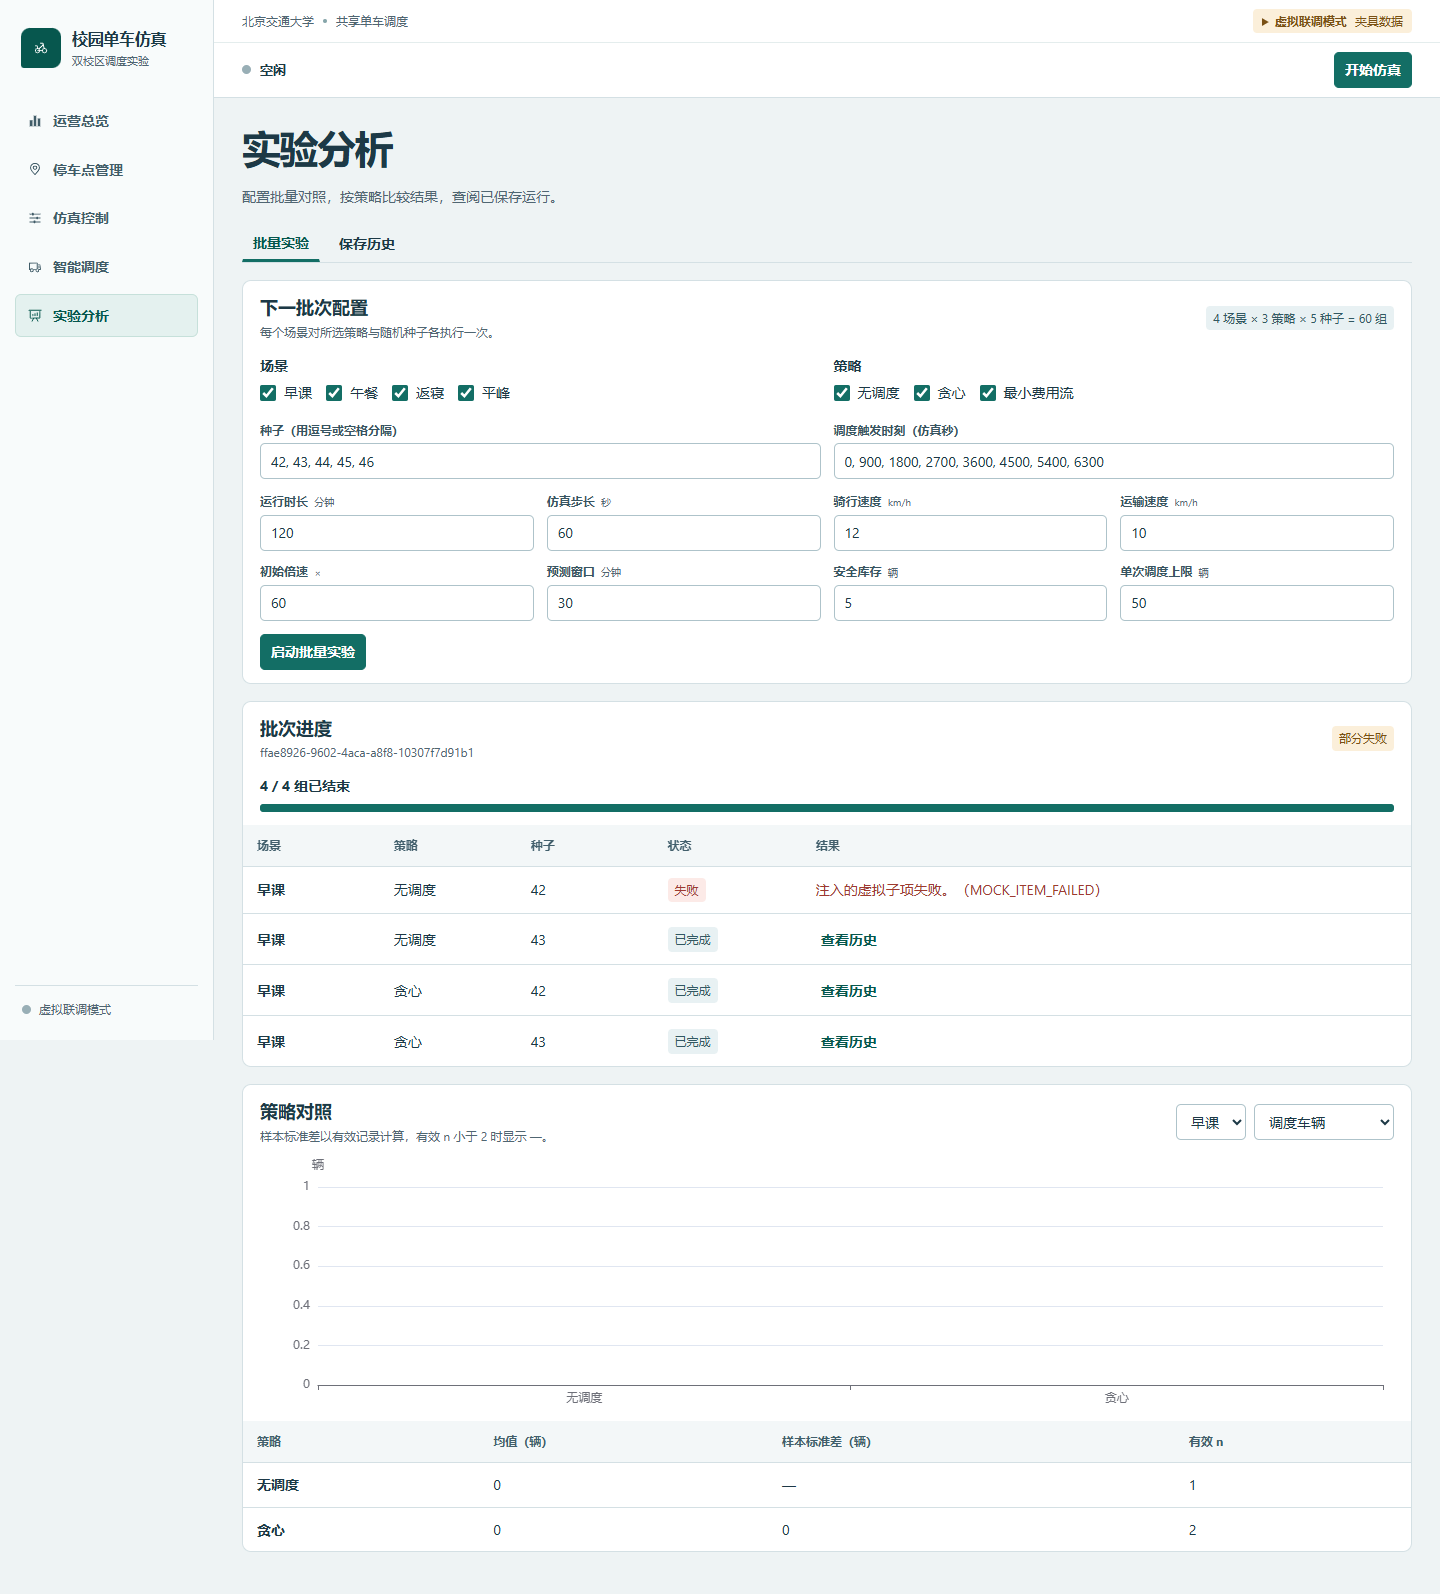 校园单车仿真
双校区调度实验
运营总览
停车点管理
仿真控制
智能调度
实验分析
虚拟联调模式
北京交通大学 • 共享单车调度
▶ 虚拟联调模式 夹具数据
空闲
开始仿真
实验分析
配置批量对照，按策略比较结果，查阅已保存运行。
批量实验 保存历史
下一批次配置
每个场景对所选策略与随机种子各执行一次。
4 场景 × 3 策略 × 5 种子 = 60 组
场景
早课 午餐 返寝 平峰
策略
无调度 贪心 最小费用流
种子（用逗号或空格分隔）
42, 43, 44, 45, 46
调度触发时刻（仿真秒）
0, 900, 1800, 2700, 3600, 4500, 5400, 6300
运行时长 分钟
120
仿真步长 秒
60
骑行速度 km/h
12
运输速度 km/h
10
初始倍速 ×
60
预测窗口 分钟
30
安全库存 辆
5
单次调度上限 辆
50
启动批量实验
批次进度
ffae8926-9602-4aca-a8f8-10307f7d91b1
部分失败
4 / 4 组已结束
场景 策略 种子 状态 结果
早课 无调度 42 失败 注入的虚拟子项失败。（MOCK_ITEM_FAILED）
早课 无调度 43 已完成 查看历史
早课 贪心 42 已完成 查看历史
早课 贪心 43 已完成 查看历史
策略对照
样本标准差以有效记录计算，有效 n 小于 2 时显示 —。
早课
调度车辆
辆
1
0.8
0.6
0.4
0.2
0
无调度 贪心
策略 均值（辆） 样本标准差（辆） 有效 n
无调度 0 — 1
贪心 0 0 2